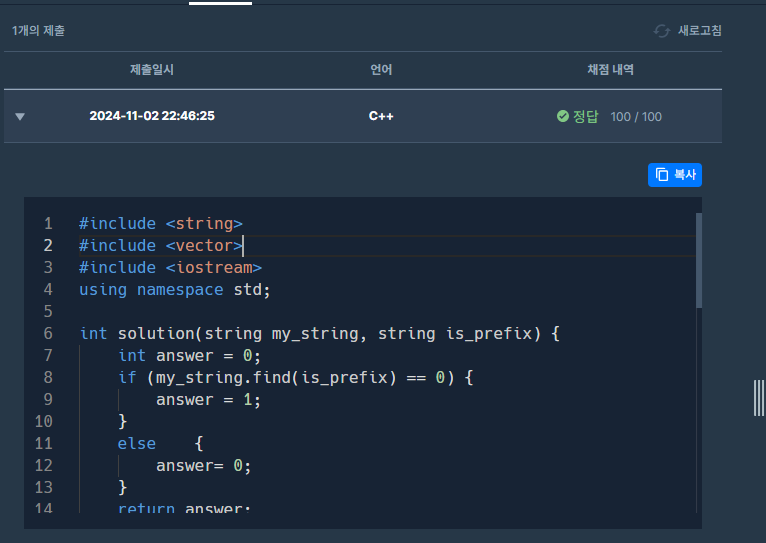 1개의 제출 새로고침
제출일시 언어 채점 내역
2024-11-02 22:46:25 C++ 정답 100 / 100
복사
1 #include <string>
2 #include <vector>
3 #include <iostream>
4 using namespace std;
5
6 int solution(string my_string, string is_prefix) {
7     int answer = 0;
8     if (my_string.find(is_prefix) == 0) {
9         answer = 1;
10     }
11     else    {
12         answer= 0;
13     }
14     return answer;